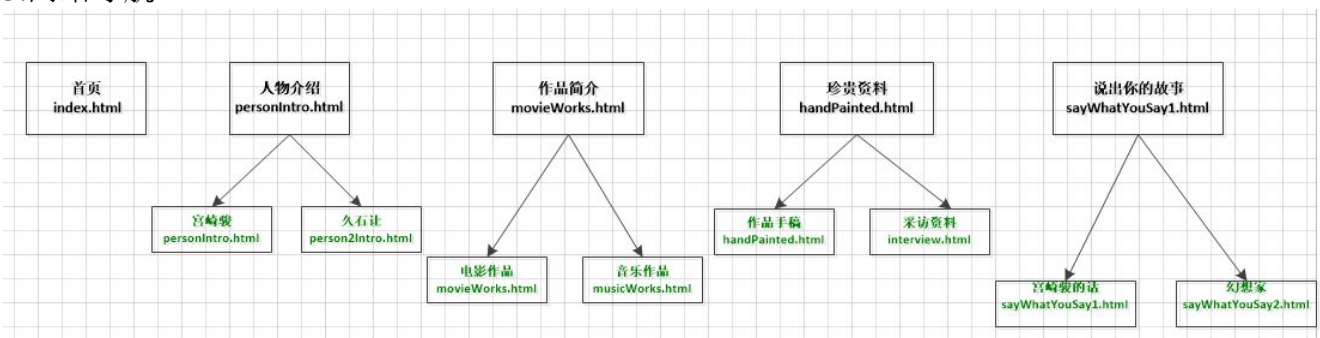 首页
index.html
人物介绍
personIntro.html
作品简介
movieWorks.html
珍贵资料
handPainted.html
说出你的故事
sayWhatYouSay1.html
宫崎骏
personIntro.html
久石让
person2Intro.html
作品手稿
handPainted.html
采访资料
interview.html
电影作品
movieWorks.html
音乐作品
musicWorks.html
宫崎骏的话
sayWhatYouSay1.html
幻想家
sayWhatYouSay2.html